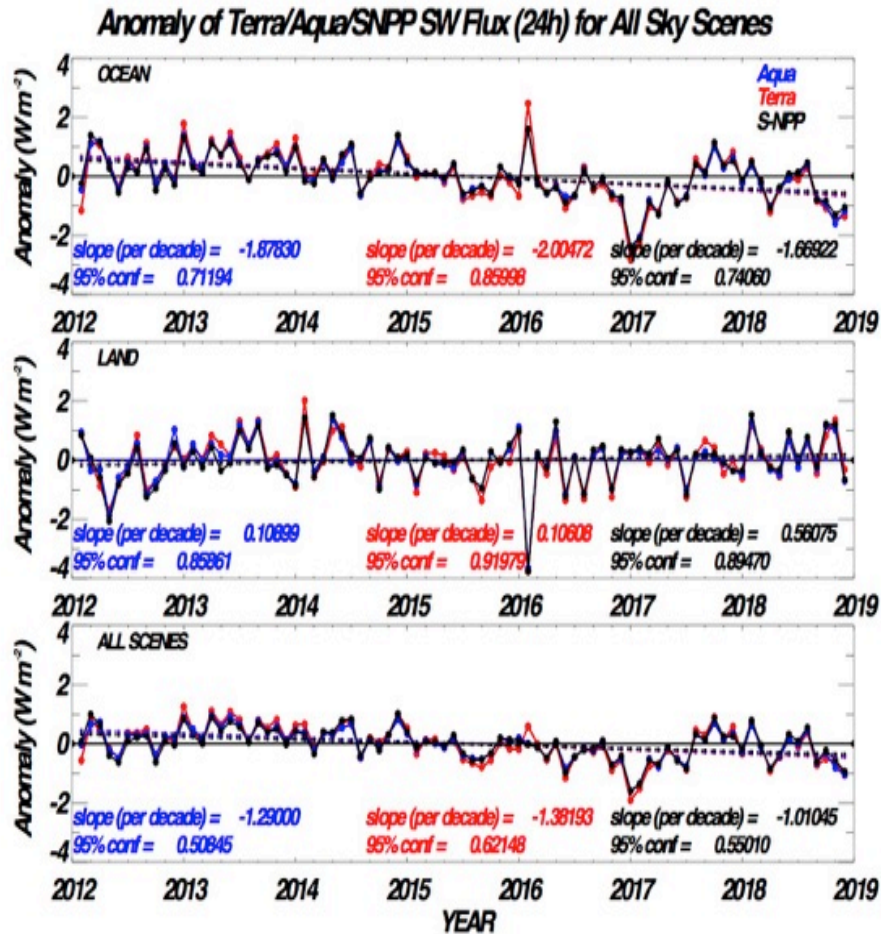 Anomaly of Terra/Aqua/SNPP SW Flux (24h) for All Sky Scenes
OCEAN
Aqua
Terra
S-NPP
Anomaly (W m⁻²)
4
2
0
-2
-4
slope (per decade) = -1.87830 slope (per decade) = -2.00472 slope (per decade) = -1.66922
95% conf = 0.71194 95% conf = 0.85998 95% conf = 0.74060
2012 2013 2014 2015 2016 2017 2018 2019
LAND
Anomaly (W m⁻²)
4
2
0
-2
-4
slope (per decade) = 0.10899 slope (per decade) = 0.10608 slope (per decade) = 0.56075
95% conf = 0.85861 95% conf = 0.91979 95% conf = 0.89470
2012 2013 2014 2015 2016 2017 2018 2019
ALL SCENES
Anomaly (W m⁻²)
4
2
0
-2
-4
slope (per decade) = -1.29000 slope (per decade) = -1.38193 slope (per decade) = -1.01045
95% conf = 0.50845 95% conf = 0.62148 95% conf = 0.55010
2012 2013 2014 2015 2016 2017 2018 2019
YEAR